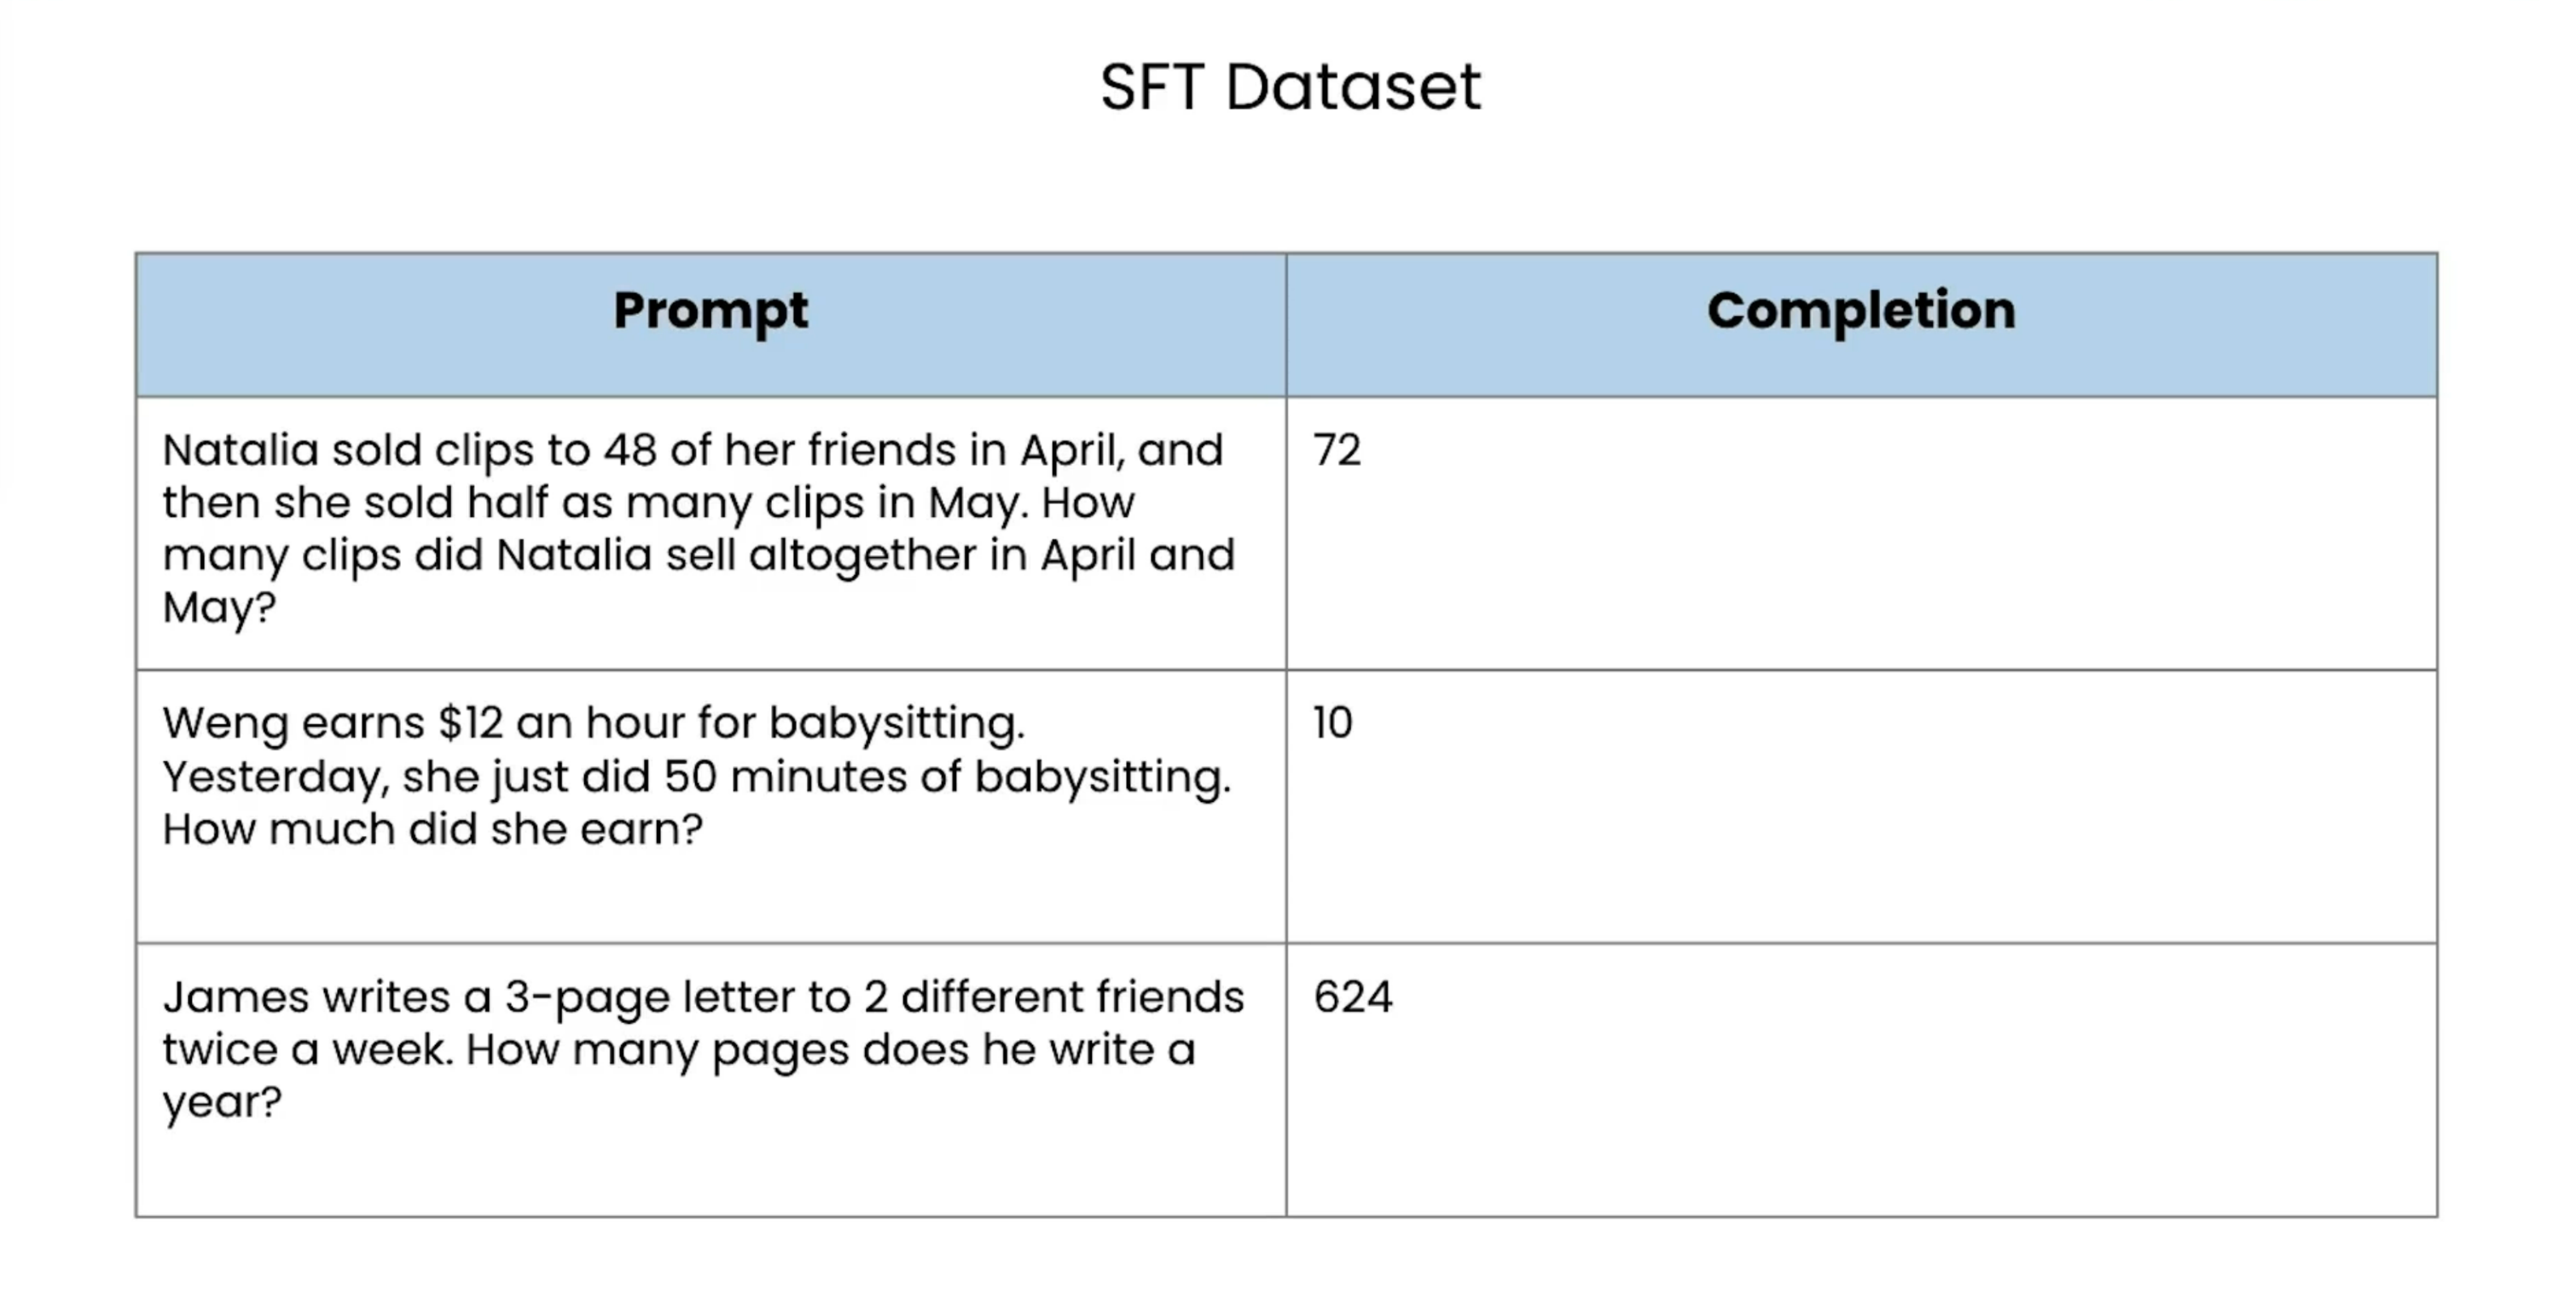 SFT Dataset
Prompt
Completion
Natalia sold clips to 48 of her friends in April, and
then she sold half as many clips in May. How
many clips did Natalia sell altogether in April and
May?
72
Weng earns $12 an hour for babysitting.
Yesterday, she just did 50 minutes of babysitting.
How much did she earn?
10
James writes a 3-page letter to 2 different friends
twice a week. How many pages does he write a
year?
624